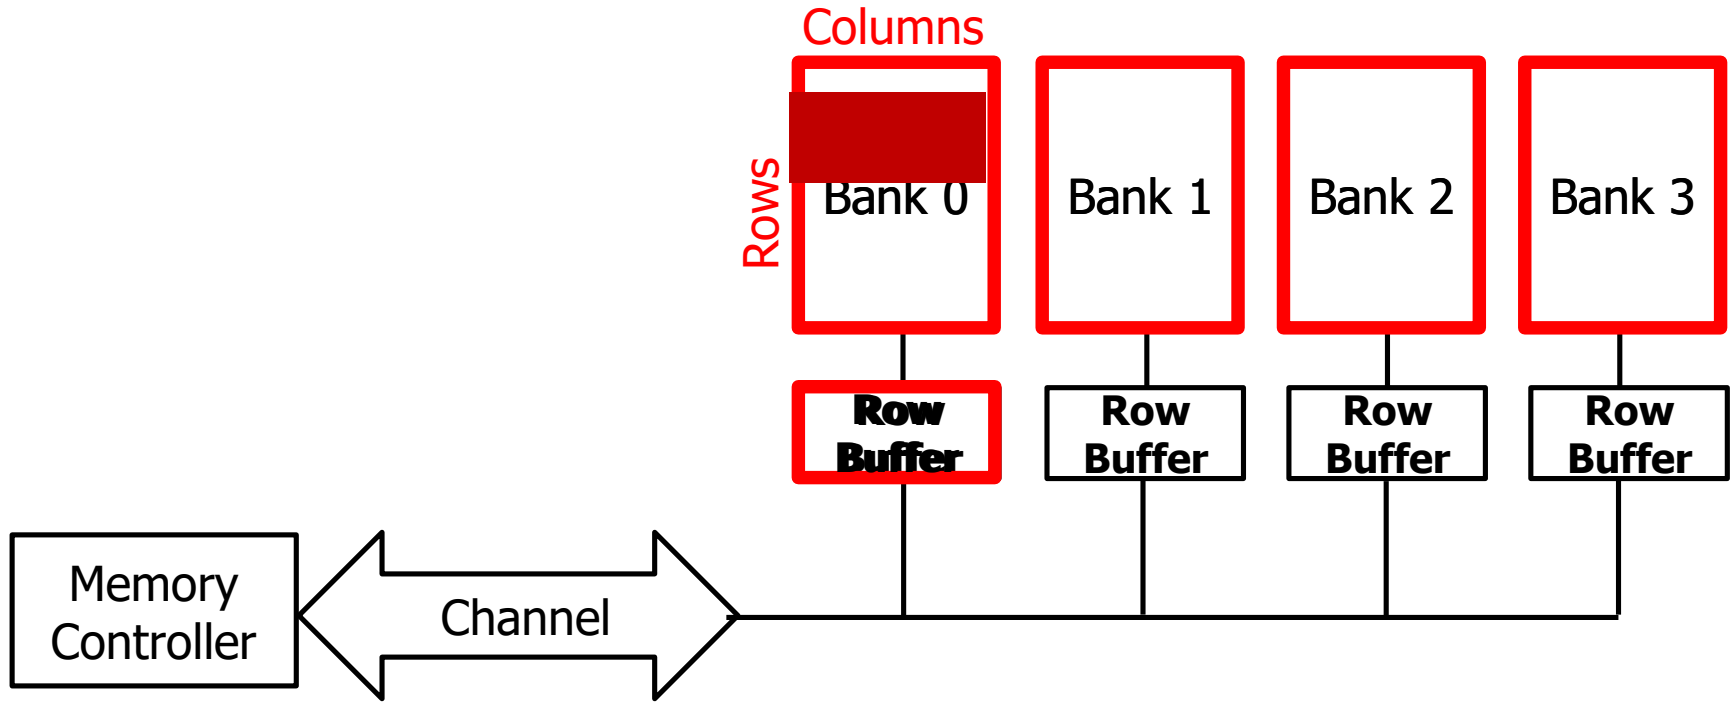 Columns
Rows
Bank 0
Bank 1
Bank 2
Bank 3
Row
Buffer
Row
Buffer
Row
Buffer
Row
Buffer
Memory
Controller
Channel